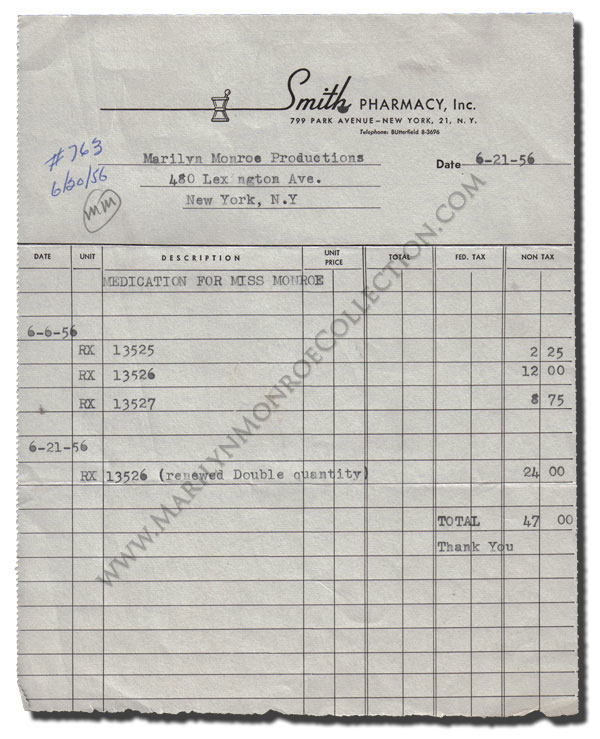 Smith PHARMACY, Inc.
799 PARK AVENUE—NEW YORK, 21, N. Y.
Telephone: BUtterfield 8-3696
#763
6/30/56
MM
Marilyn Monroe Productions
480 Lexington Ave.
New York, N.Y
Date 6-21-56
DATE UNIT DESCRIPTION UNIT PRICE TOTAL FED. TAX NON TAX
MEDICATION FOR MISS MONROE
6-6-56
RX 13525 2 25
RX 13526 12 00
RX 13527 8 75
6-21-56
RX 13526 (renewed Double quantity) 24 00
TOTAL 47 00
Thank You
www.MarilynMonroeCollection.com